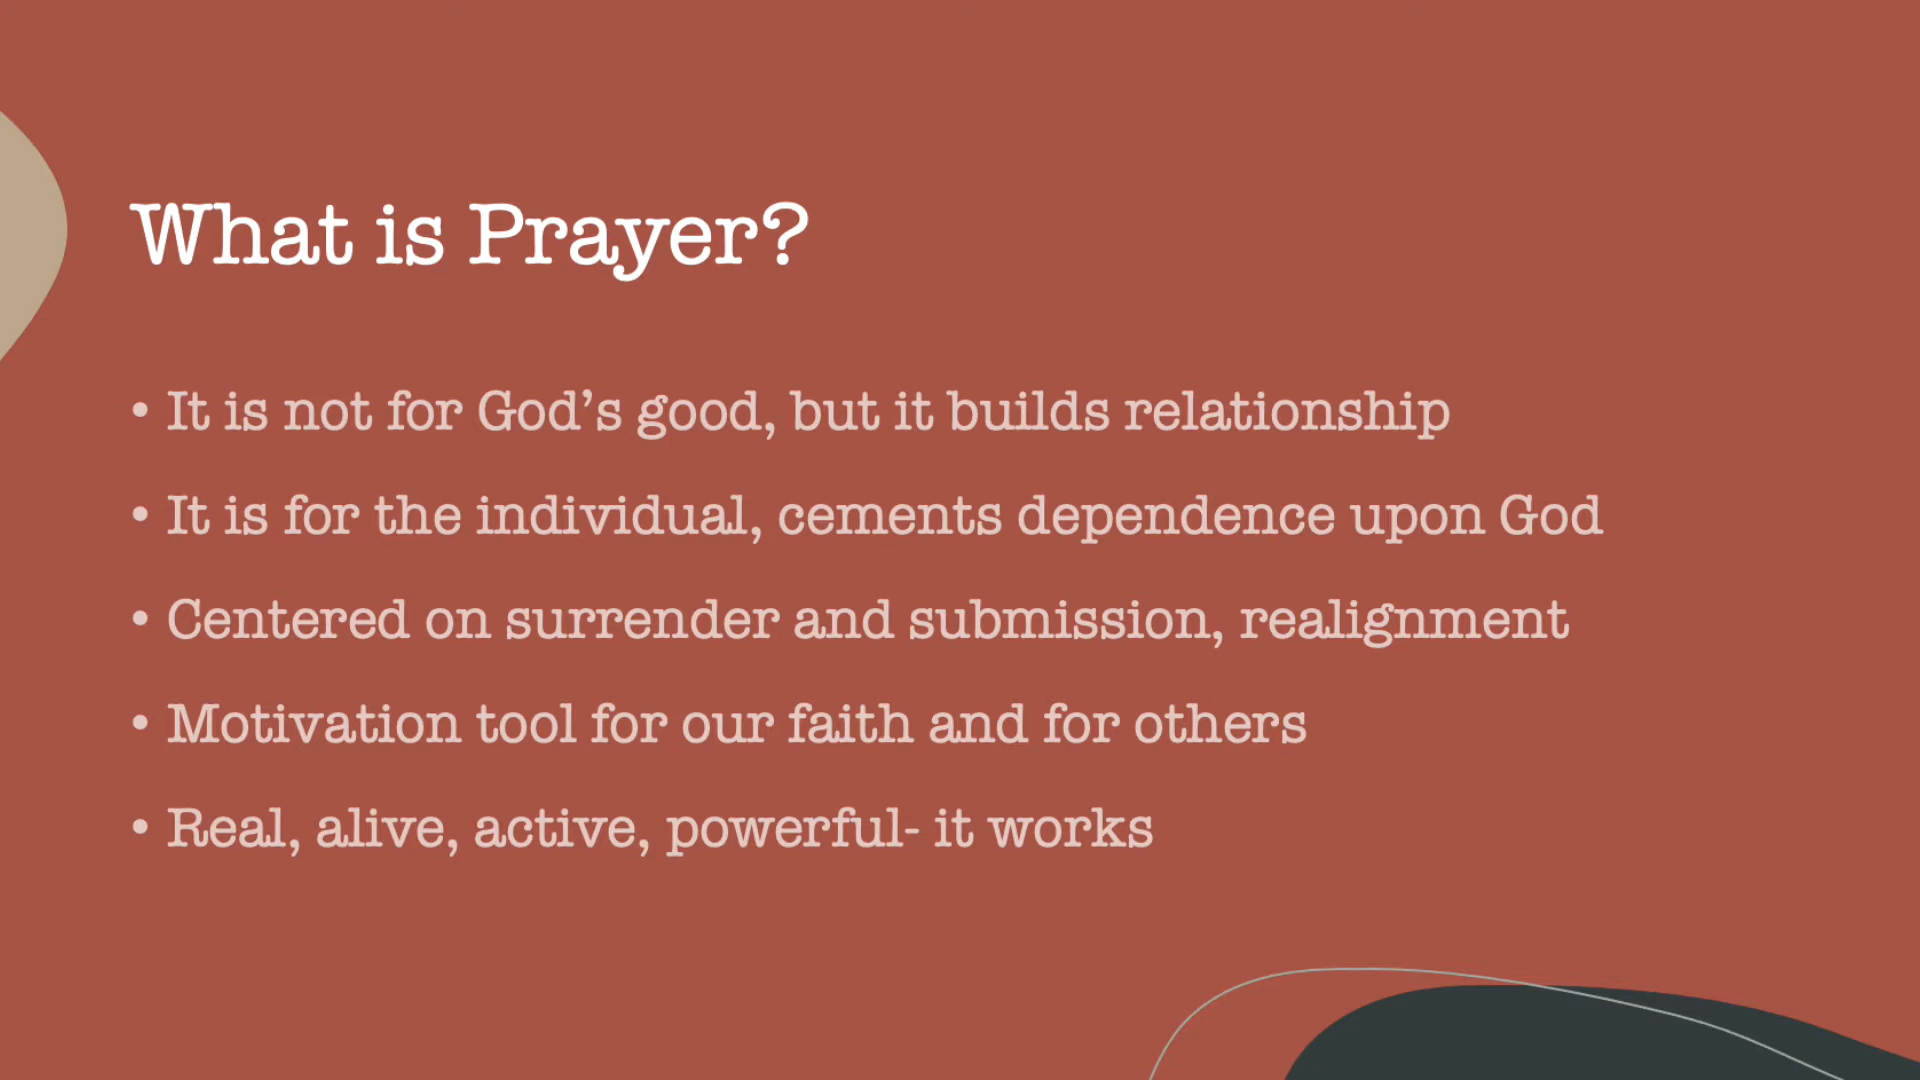 What is Prayer?
• It is not for God’s good, but it builds relationship
• It is for the individual, cements dependence upon God
• Centered on surrender and submission, realignment
• Motivation tool for our faith and for others
• Real, alive, active, powerful- it works